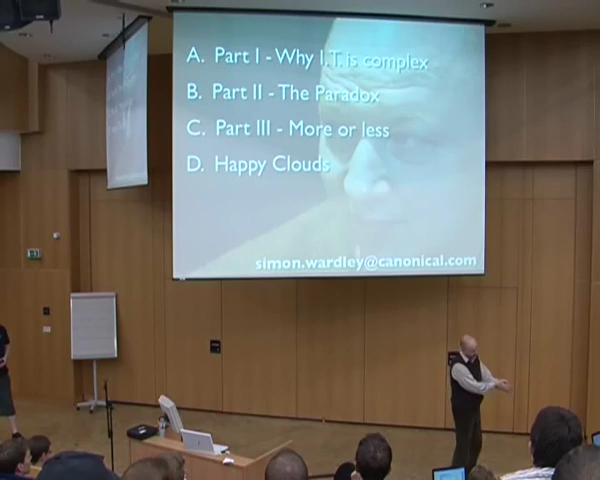 A. Part I - Why I.T. is complex
B. Part II - The Paradox
C. Part III - More or less
D. Happy Clouds
simon.wardley@canonical.com